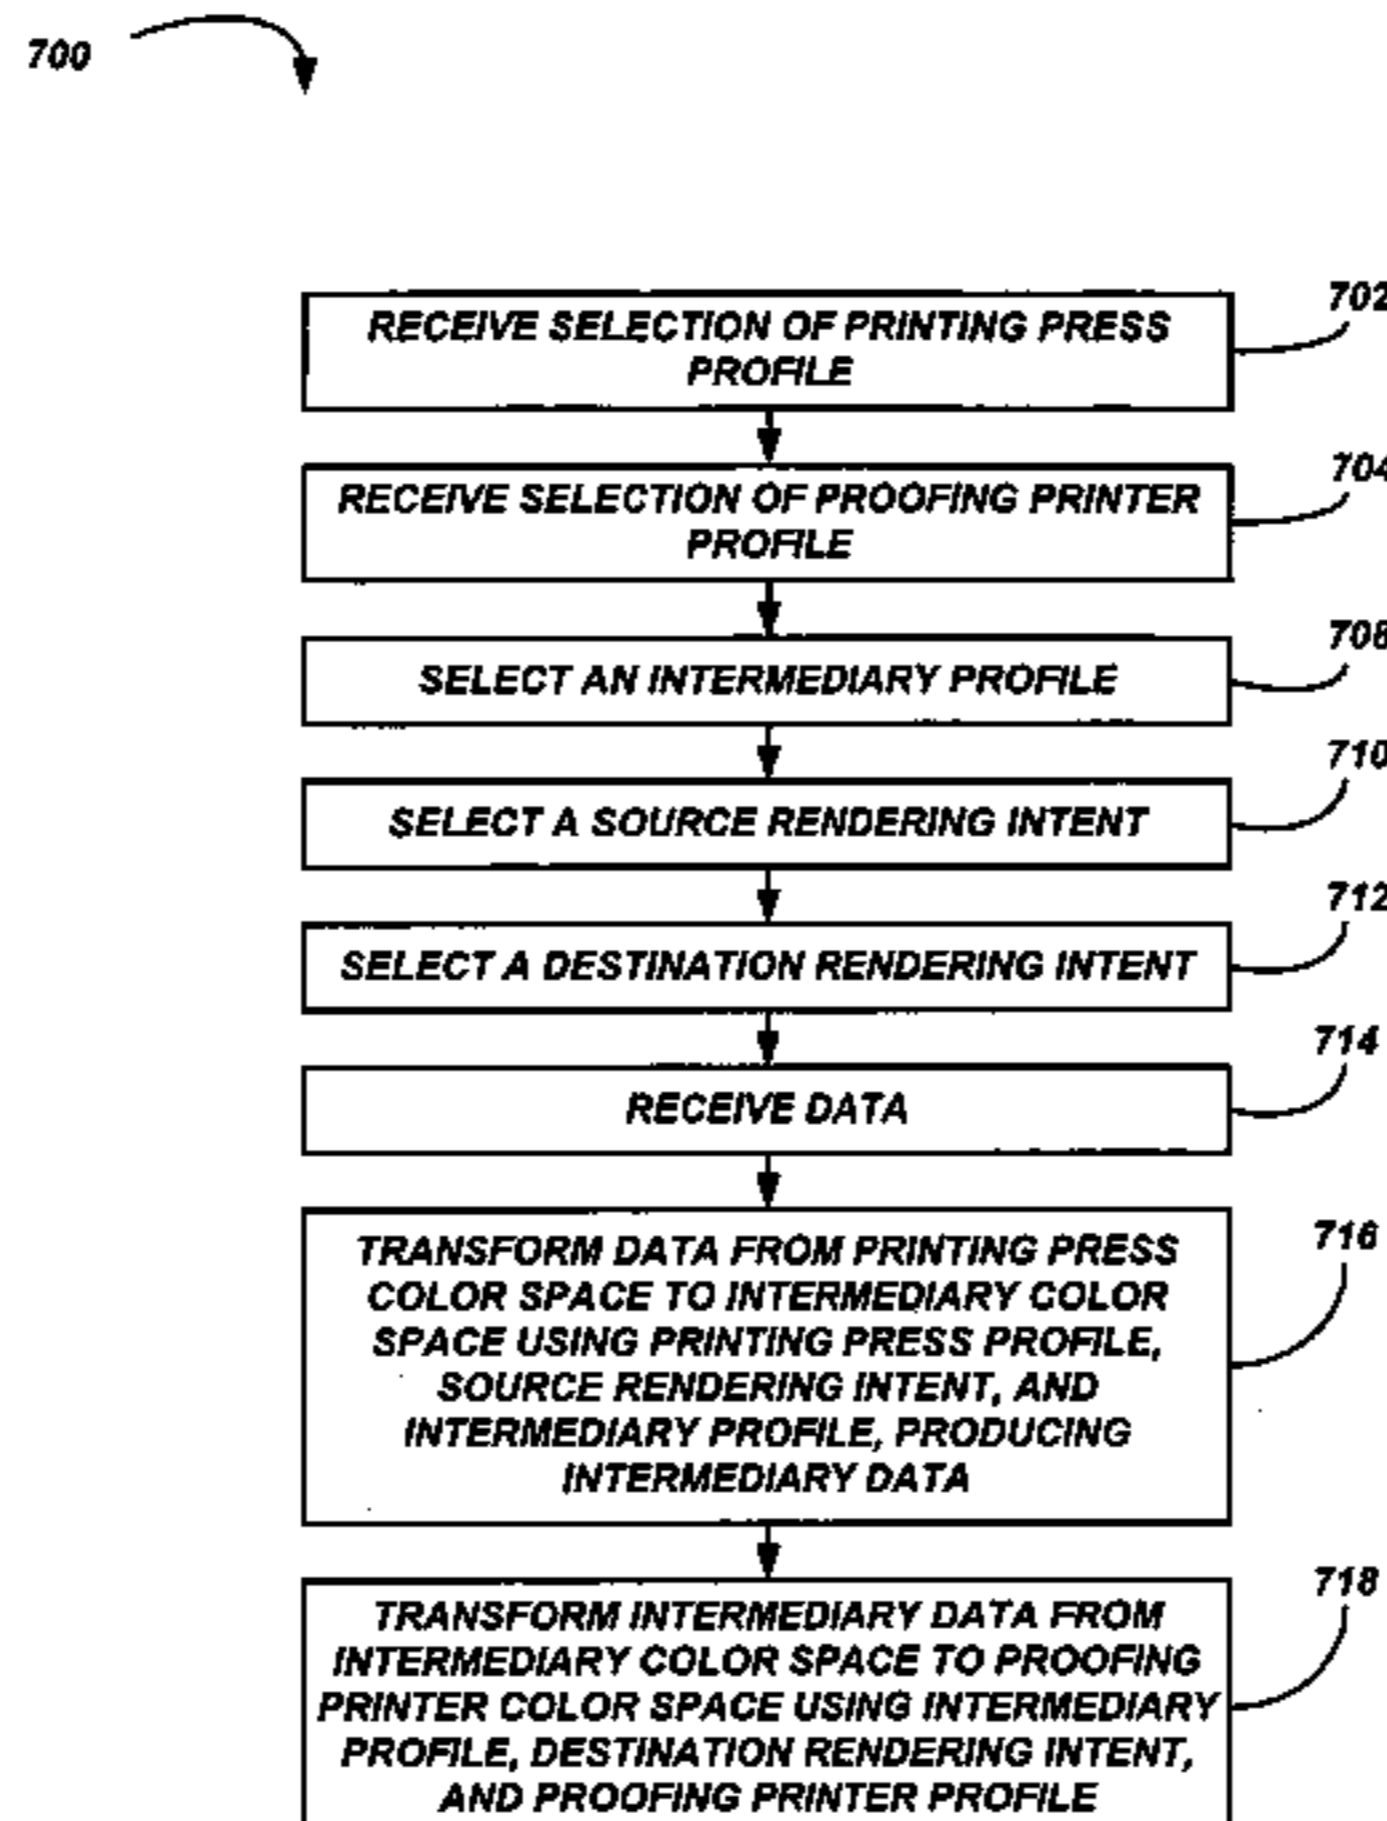 700
RECEIVE SELECTION OF PRINTING PRESS
PROFILE
702
RECEIVE SELECTION OF PROOFING PRINTER
PROFILE
704
SELECT AN INTERMEDIARY PROFILE
708
SELECT A SOURCE RENDERING INTENT
710
SELECT A DESTINATION RENDERING INTENT
712
RECEIVE DATA
714
TRANSFORM DATA FROM PRINTING PRESS
COLOR SPACE TO INTERMEDIARY COLOR
SPACE USING PRINTING PRESS PROFILE,
SOURCE RENDERING INTENT, AND
INTERMEDIARY PROFILE, PRODUCING
INTERMEDIARY DATA
716
TRANSFORM INTERMEDIARY DATA FROM
INTERMEDIARY COLOR SPACE TO PROOFING
PRINTER COLOR SPACE USING INTERMEDIARY
PROFILE, DESTINATION RENDERING INTENT,
AND PROOFING PRINTER PROFILE
718